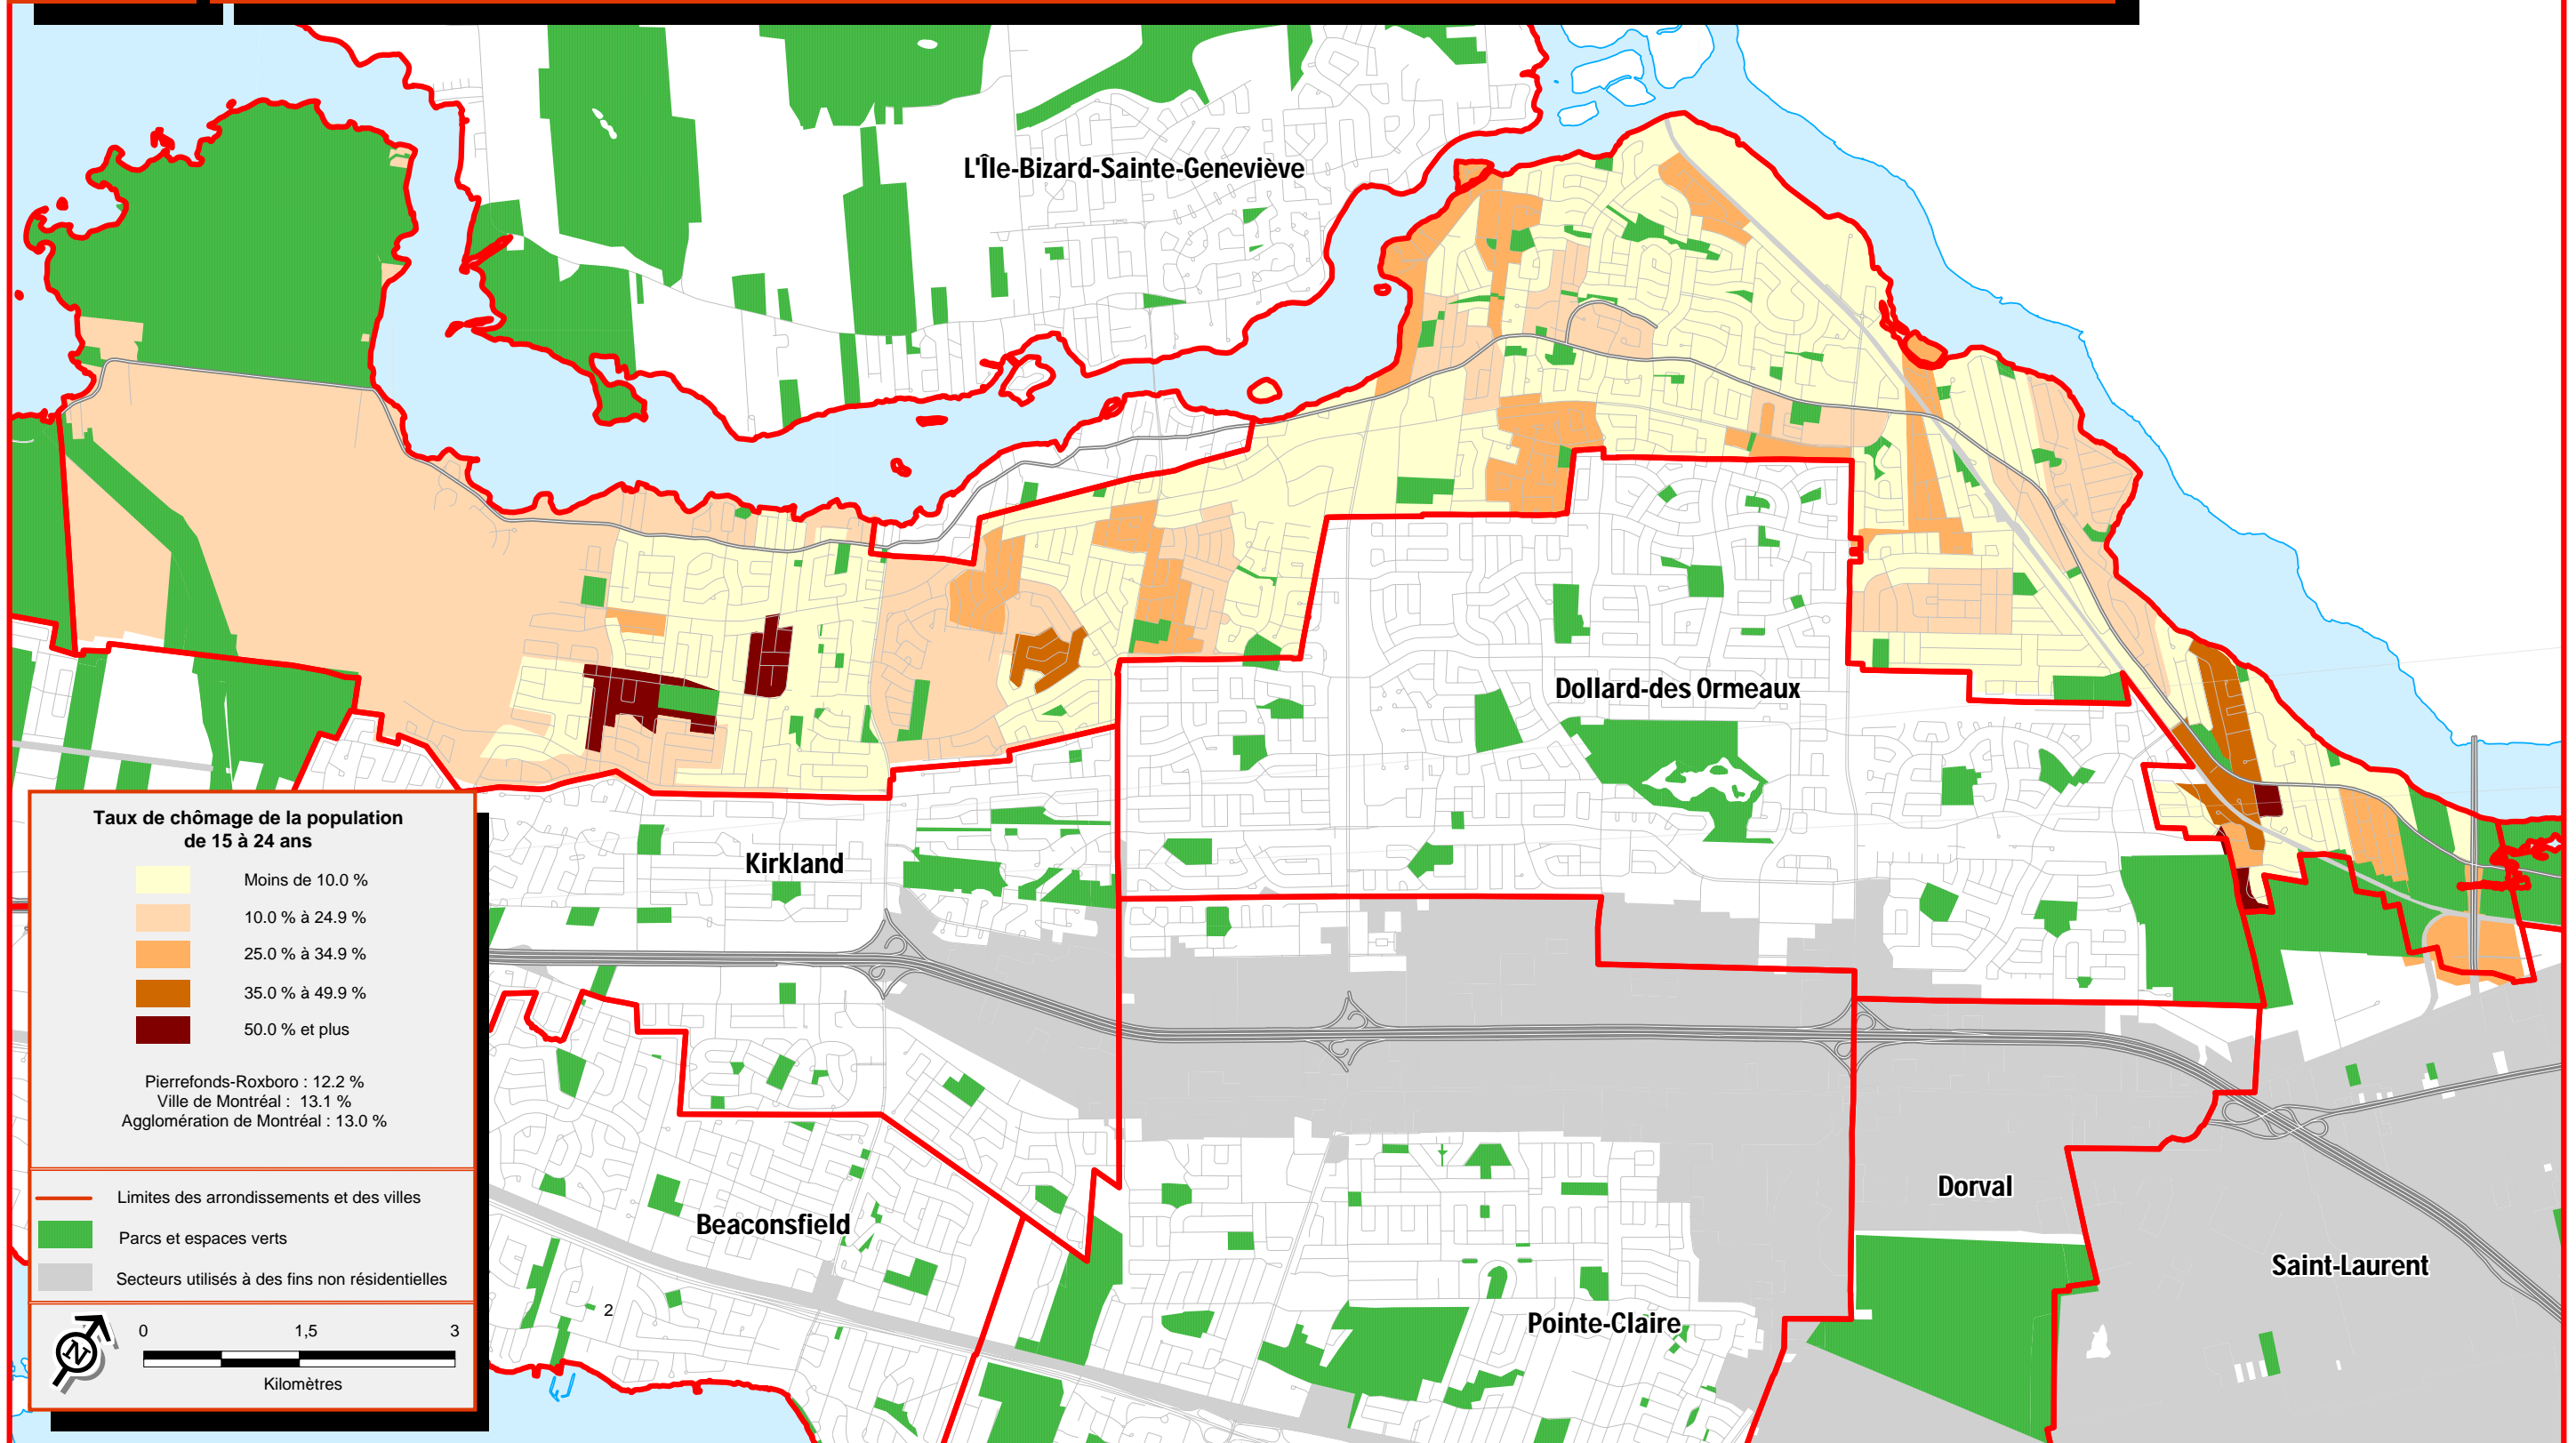 L'Île-Bizard-Sainte-Geneviève
Dollard-des Ormeaux
Kirkland
Beaconsfield
Pointe-Claire
Dorval
Saint-Laurent
2
Taux de chômage de la population
de 15 à 24 ans
Moins de 10.0 %
10.0 % à 24.9 %
25.0 % à 34.9 %
35.0 % à 49.9 %
50.0 % et plus
Pierrefonds-Roxboro : 12.2 %
Ville de Montréal : 13.1 %
Agglomération de Montréal : 13.0 %
Limites des arrondissements et des villes
Parcs et espaces verts
Secteurs utilisés à des fins non résidentielles
N
0 1,5 3
Kilomètres